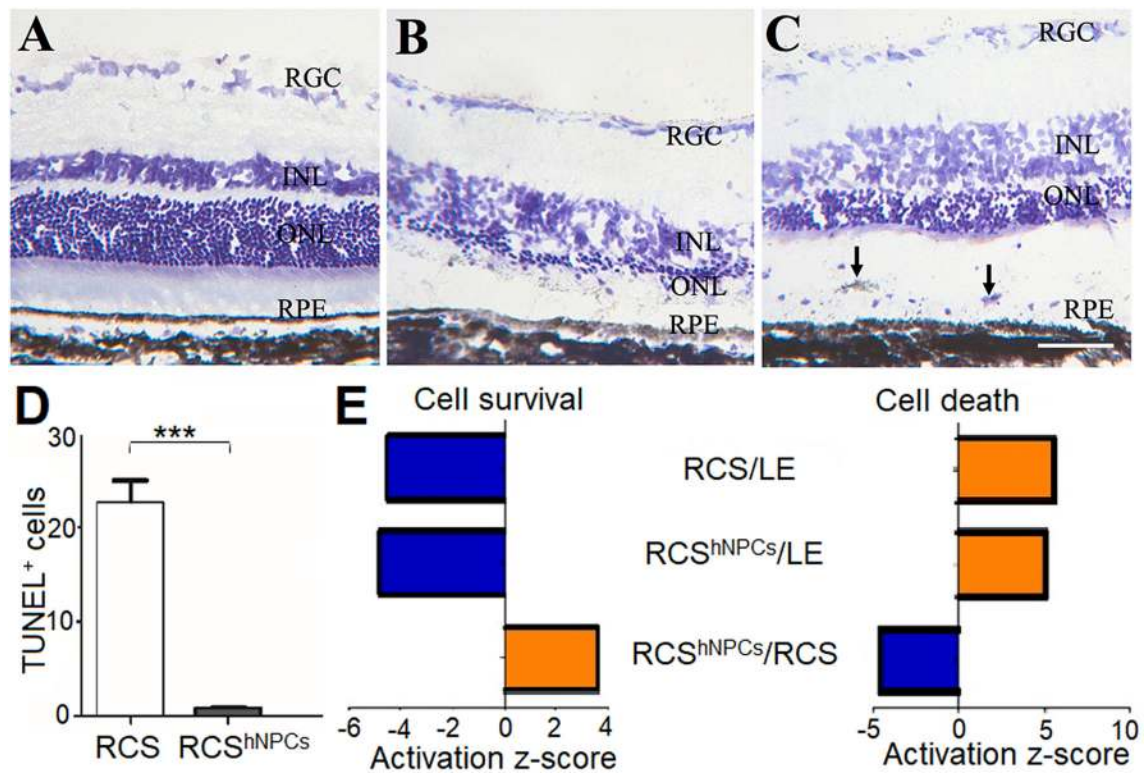 A
RGC
INL
ONL
RPE
B
RGC
INL
ONL
RPE
C
RGC
INL
ONL
RPE
D
***
30
20
10
0
TUNEL+ cells
RCS
RCShNPCs
E
Cell survival
Cell death
RCS/LE
RCShNPCs/LE
RCShNPCs/RCS
-6 -4 -2 0 2 4
Activation z-score
-5 0 5 10
Activation z-score